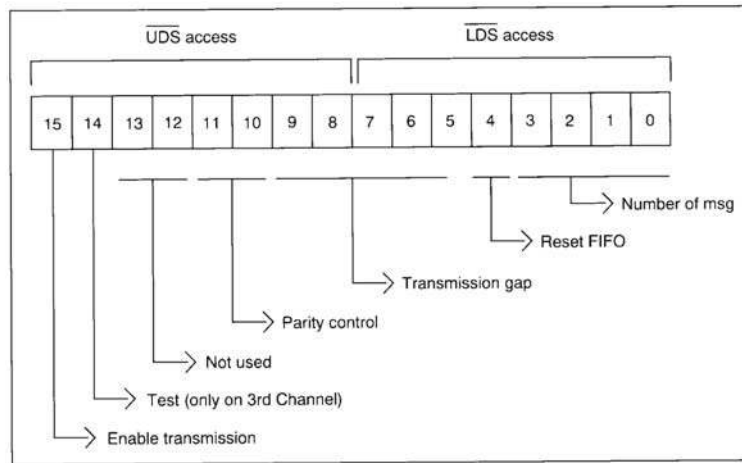 UDS access LDS access
15 14 13 12 11 10 9 8 7 6 5 4 3 2 1 0
Number of msg
Reset FIFO
Transmission gap
Parity control
Not used
Test (only on 3rd Channel)
Enable transmission